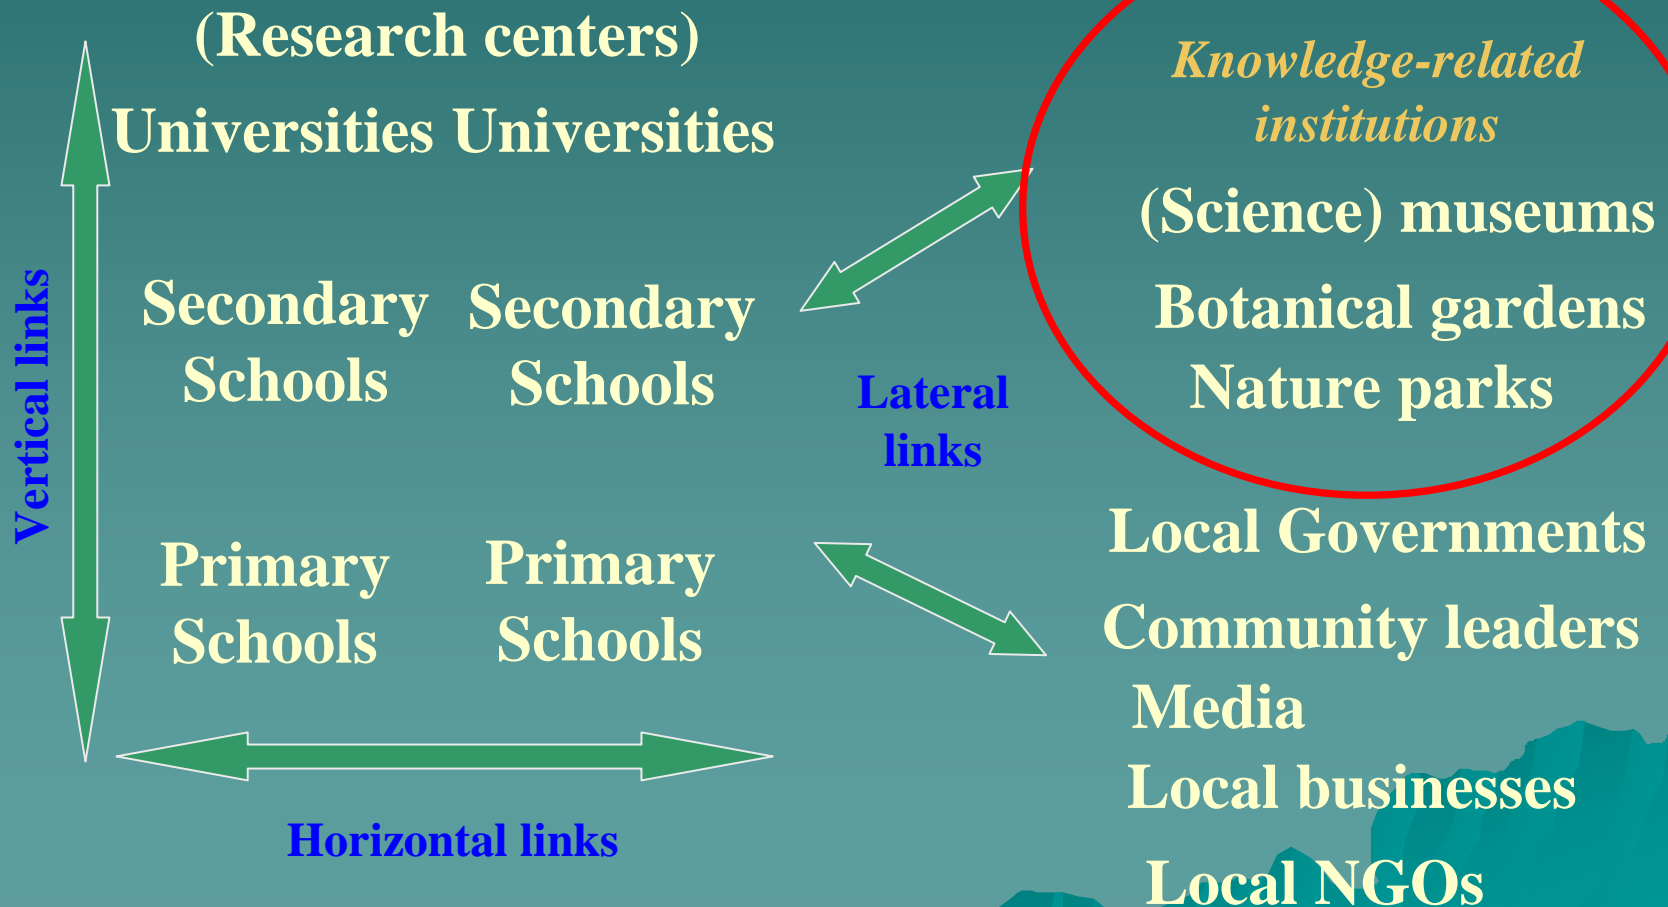 (Research centers)
Universities Universities
Vertical links
Secondary
Schools
Secondary
Schools
Primary
Schools
Primary
Schools
Horizontal links
Lateral
links
Knowledge-related
institutions
(Science) museums
Botanical gardens
Nature parks
Local Governments
Community leaders
Media
Local businesses
Local NGOs